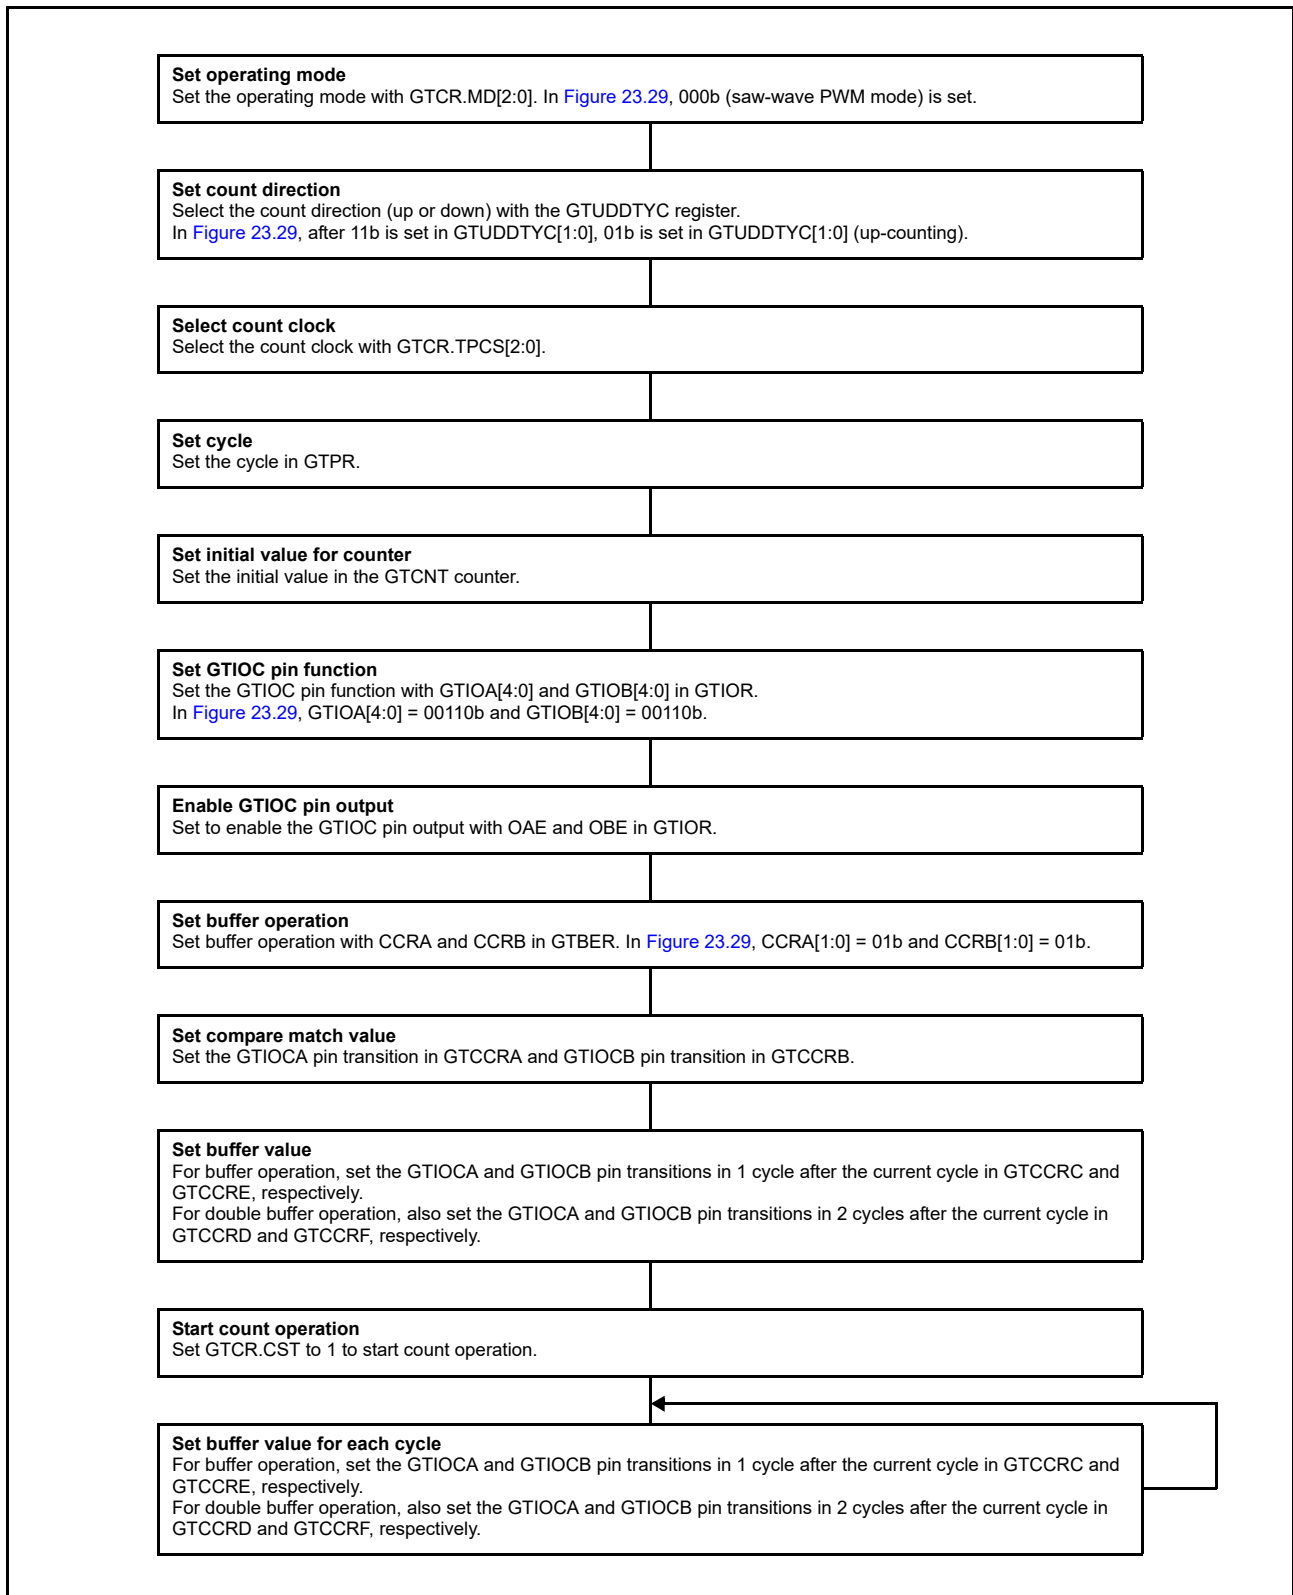 Set operating mode
Set the operating mode with GTCR.MD[2:0]. In Figure 23.29, 000b (saw-wave PWM mode) is set.
Set count direction
Select the count direction (up or down) with the GTUDDTYC register.
In Figure 23.29, after 11b is set in GTUDDTYC[1:0], 01b is set in GTUDDTYC[1:0] (up-counting).
Select count clock
Select the count clock with GTCR.TPCS[2:0].
Set cycle
Set the cycle in GTPR.
Set initial value for counter
Set the initial value in the GTCNT counter.
Set GTIOC pin function
Set the GTIOC pin function with GTIOA[4:0] and GTIOB[4:0] in GTIOR.
In Figure 23.29, GTIOA[4:0] = 00110b and GTIOB[4:0] = 00110b.
Enable GTIOC pin output
Set to enable the GTIOC pin output with OAE and OBE in GTIOR.
Set buffer operation
Set buffer operation with CCRA and CCRB in GTBER. In Figure 23.29, CCRA[1:0] = 01b and CCRB[1:0] = 01b.
Set compare match value
Set the GTIOCA pin transition in GTCCRA and GTIOCB pin transition in GTCCRB.
Set buffer value
For buffer operation, set the GTIOCA and GTIOCB pin transitions in 1 cycle after the current cycle in GTCCRC and
GTCCRE, respectively.
For double buffer operation, also set the GTIOCA and GTIOCB pin transitions in 2 cycles after the current cycle in
GTCCRD and GTCCRF, respectively.
Start count operation
Set GTCR.CST to 1 to start count operation.
Set buffer value for each cycle
For buffer operation, set the GTIOCA and GTIOCB pin transitions in 1 cycle after the current cycle in GTCCRC and
GTCCRE, respectively.
For double buffer operation, also set the GTIOCA and GTIOCB pin transitions in 2 cycles after the current cycle in
GTCCRD and GTCCRF, respectively.